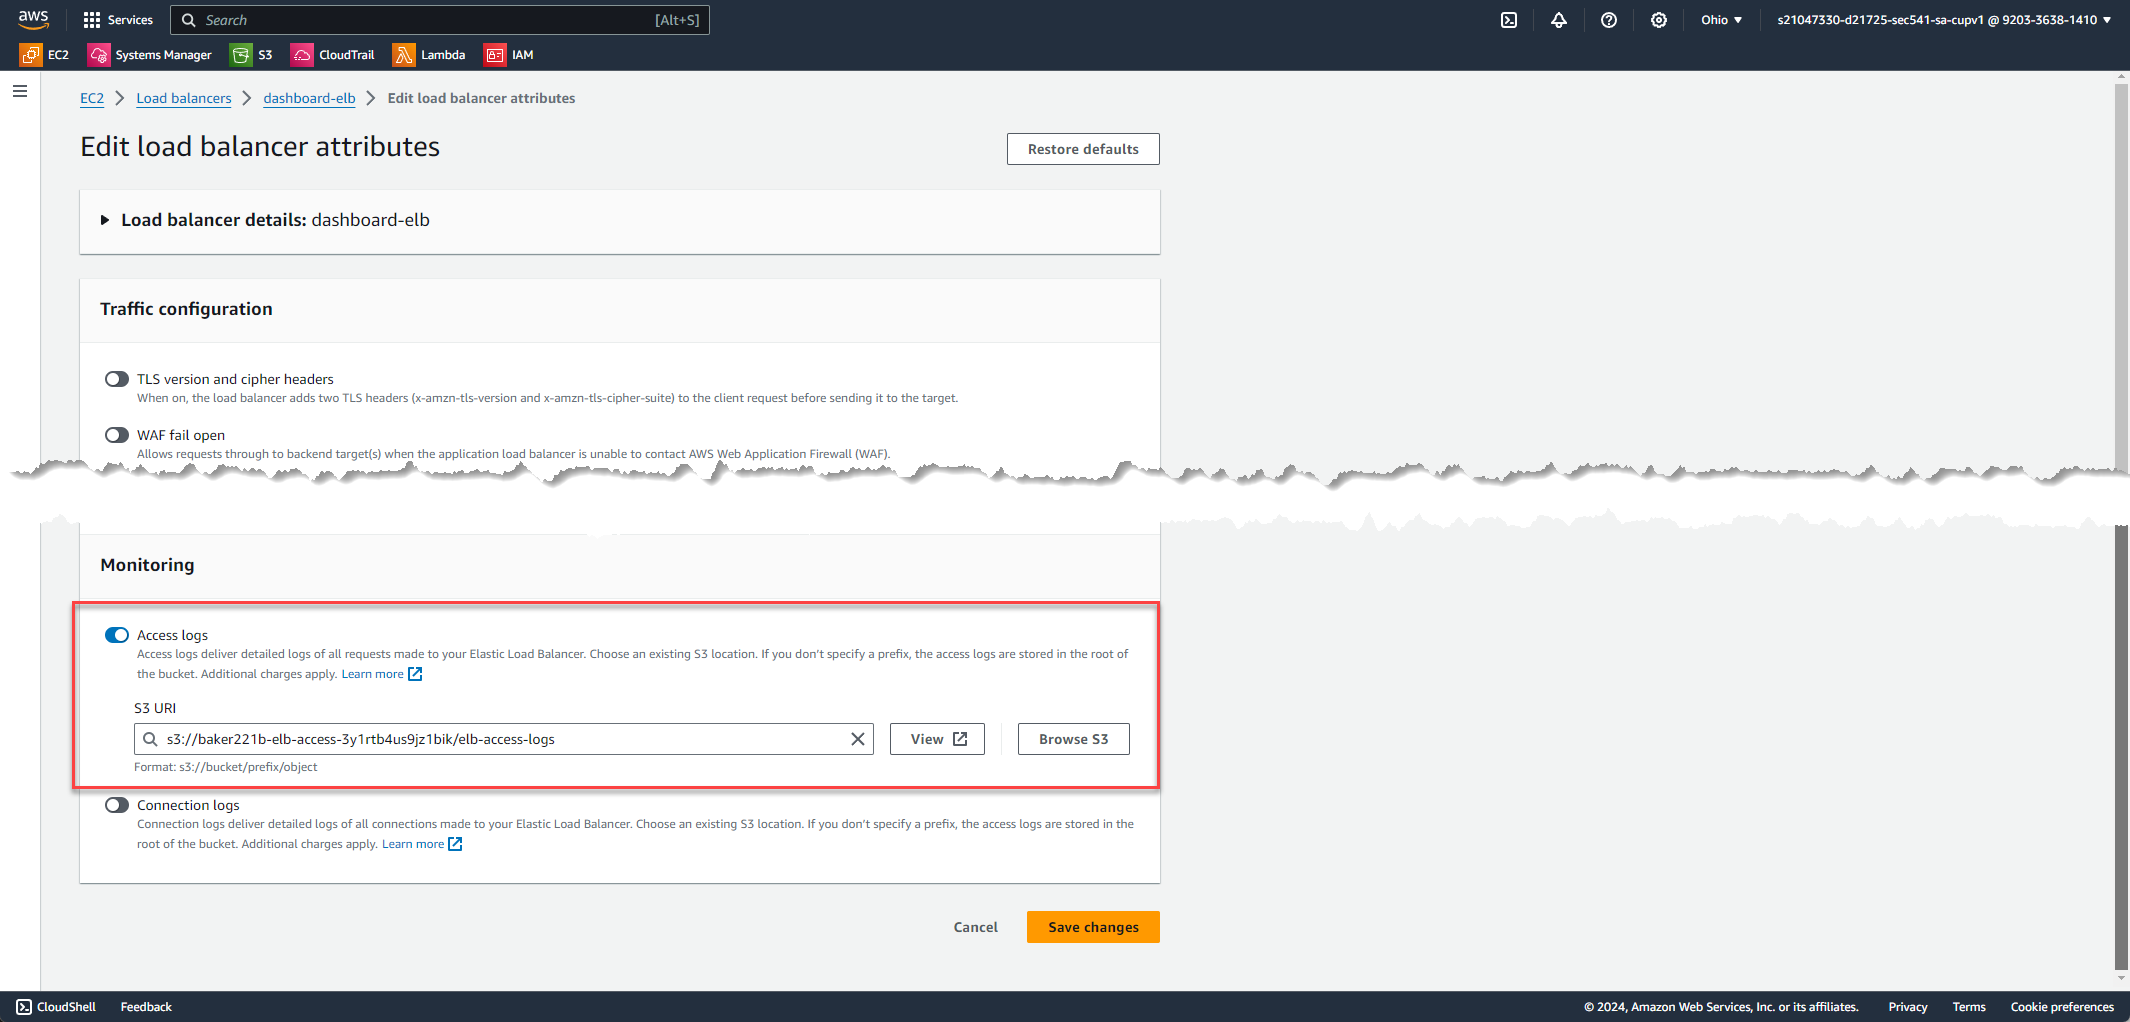 aws
Services
Search
[Alt+S]
Ohio ▼
s21047330-d21725-sec541-sa-cupv1 @ 9203-3638-1410 ▼
EC2
Systems Manager
S3
CloudTrail
Lambda
IAM
EC2 > Load balancers > dashboard-elb > Edit load balancer attributes
Edit load balancer attributes
Restore defaults
Load balancer details: dashboard-elb
Traffic configuration
TLS version and cipher headers
When on, the load balancer adds two TLS headers (x-amzn-tls-version and x-amzn-tls-cipher-suite) to the client request before sending it to the target.
WAF fail open
Allows requests through to backend target(s) when the application load balancer is unable to contact AWS Web Application Firewall (WAF).
Monitoring
Access logs
Access logs deliver detailed logs of all requests made to your Elastic Load Balancer. Choose an existing S3 location. If you don't specify a prefix, the access logs are stored in the root of
the bucket. Additional charges apply. Learn more
S3 URI
s3://baker221b-elb-access-3y1rtb4us9jz1bik/elb-access-logs
View
Browse S3
Format: s3://bucket/prefix/object
Connection logs
Connection logs deliver detailed logs of all connections made to your Elastic Load Balancer. Choose an existing S3 location. If you don't specify a prefix, the access logs are stored in the
root of the bucket. Additional charges apply. Learn more
Cancel
Save changes
CloudShell
Feedback
© 2024, Amazon Web Services, Inc. or its affiliates.
Privacy
Terms
Cookie preferences